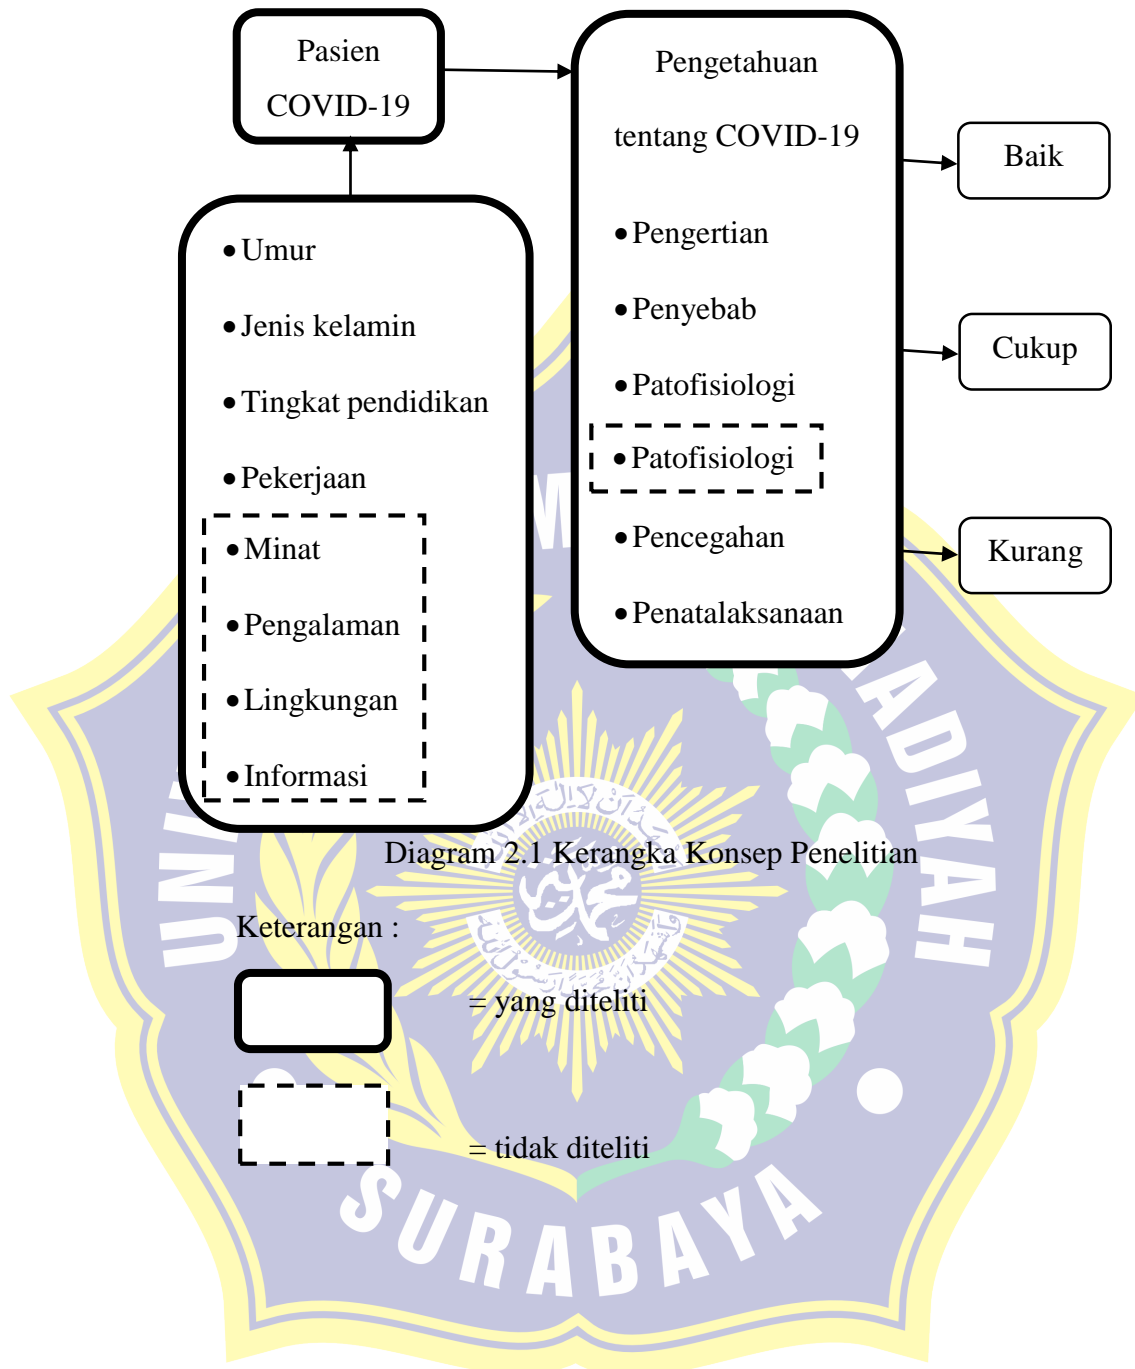 Pasien
COVID-19
Pengetahuan
tentang COVID-19
• Pengertian
• Penyebab
• Patofisiologi
• Patofisiologi
• Pencegahan
• Penatalaksanaan
Baik
Cukup
Kurang
• Umur
• Jenis kelamin
• Tingkat pendidikan
• Pekerjaan
• Minat
• Pengalaman
• Lingkungan
• Informasi
Diagram 2.1 Kerangka Konsep Penelitian
Keterangan :
= yang diteliti
= tidak diteliti
SURABAYA